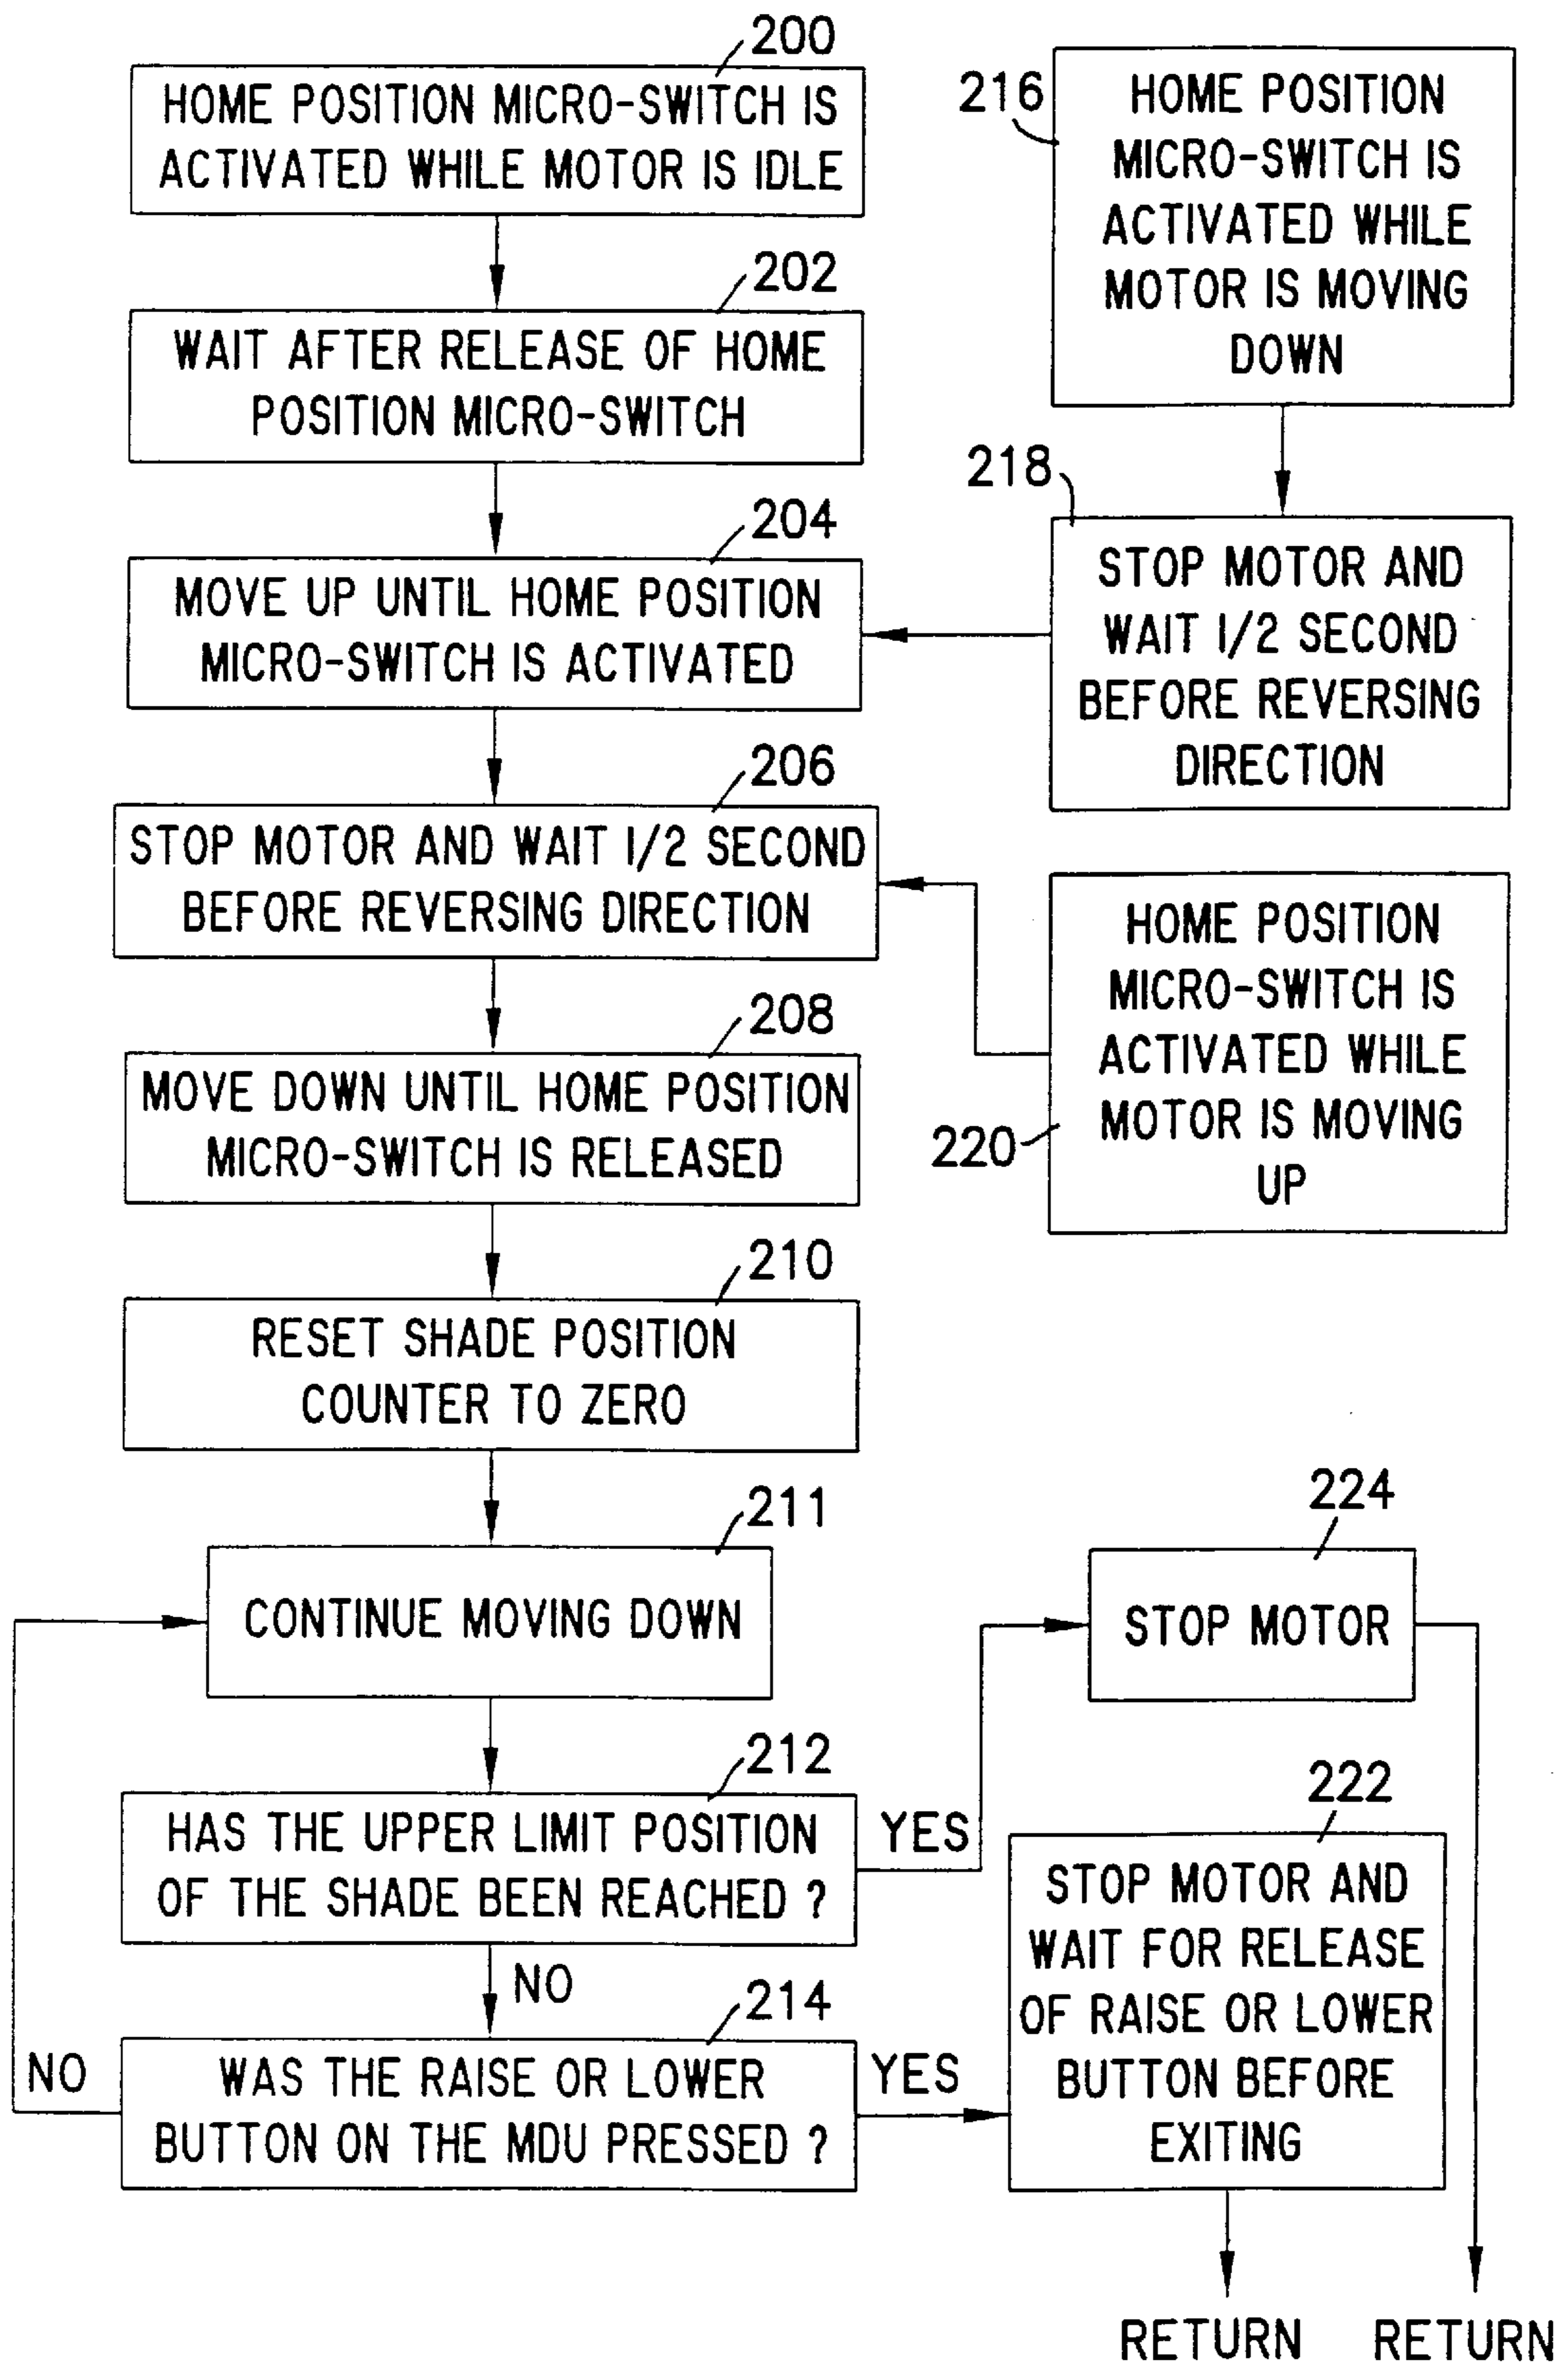 200
HOME POSITION MICRO-SWITCH IS
ACTIVATED WHILE MOTOR IS IDLE
202
WAIT AFTER RELEASE OF HOME
POSITION MICRO-SWITCH
204
MOVE UP UNTIL HOME POSITION
MICRO-SWITCH IS ACTIVATED
206
STOP MOTOR AND WAIT 1/2 SECOND
BEFORE REVERSING DIRECTION
208
MOVE DOWN UNTIL HOME POSITION
MICRO-SWITCH IS RELEASED
210
RESET SHADE POSITION
COUNTER TO ZERO
211
CONTINUE MOVING DOWN
212
HAS THE UPPER LIMIT POSITION
OF THE SHADE BEEN REACHED ?
YES
NO
214
WAS THE RAISE OR LOWER
BUTTON ON THE MDU PRESSED ?
NO
YES
216
HOME POSITION
MICRO-SWITCH IS
ACTIVATED WHILE
MOTOR IS MOVING
DOWN
218
STOP MOTOR AND
WAIT 1/2 SECOND
BEFORE REVERSING
DIRECTION
HOME POSITION
MICRO-SWITCH IS
ACTIVATED WHILE
MOTOR IS MOVING
UP
220
224
STOP MOTOR
222
STOP MOTOR AND
WAIT FOR RELEASE
OF RAISE OR LOWER
BUTTON BEFORE
EXITING
RETURN
RETURN